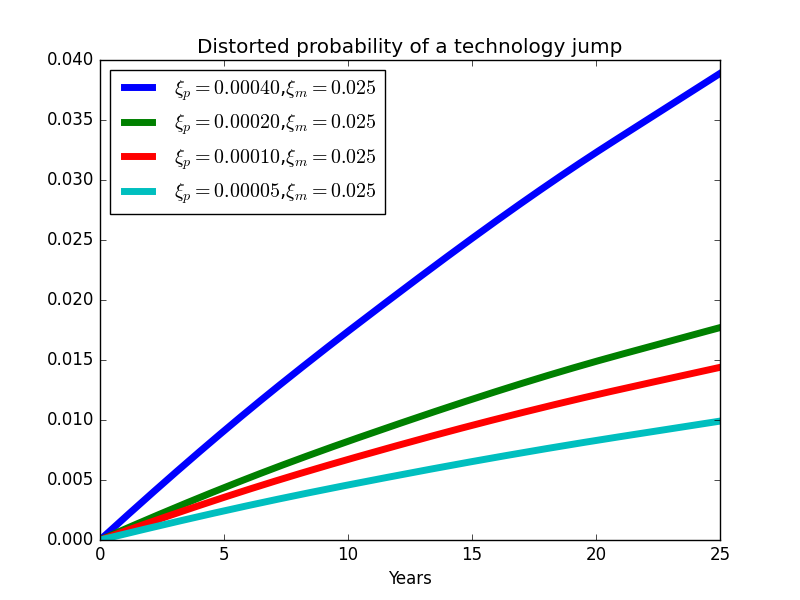 Distorted probability of a technology jump
0.040
0.035
0.030
0.025
0.020
0.015
0.010
0.005
0.000
ξₚ = 0.00040,ξₘ = 0.025
ξₚ = 0.00020,ξₘ = 0.025
ξₚ = 0.00010,ξₘ = 0.025
ξₚ = 0.00005,ξₘ = 0.025
0 5 10 15 20 25
Years